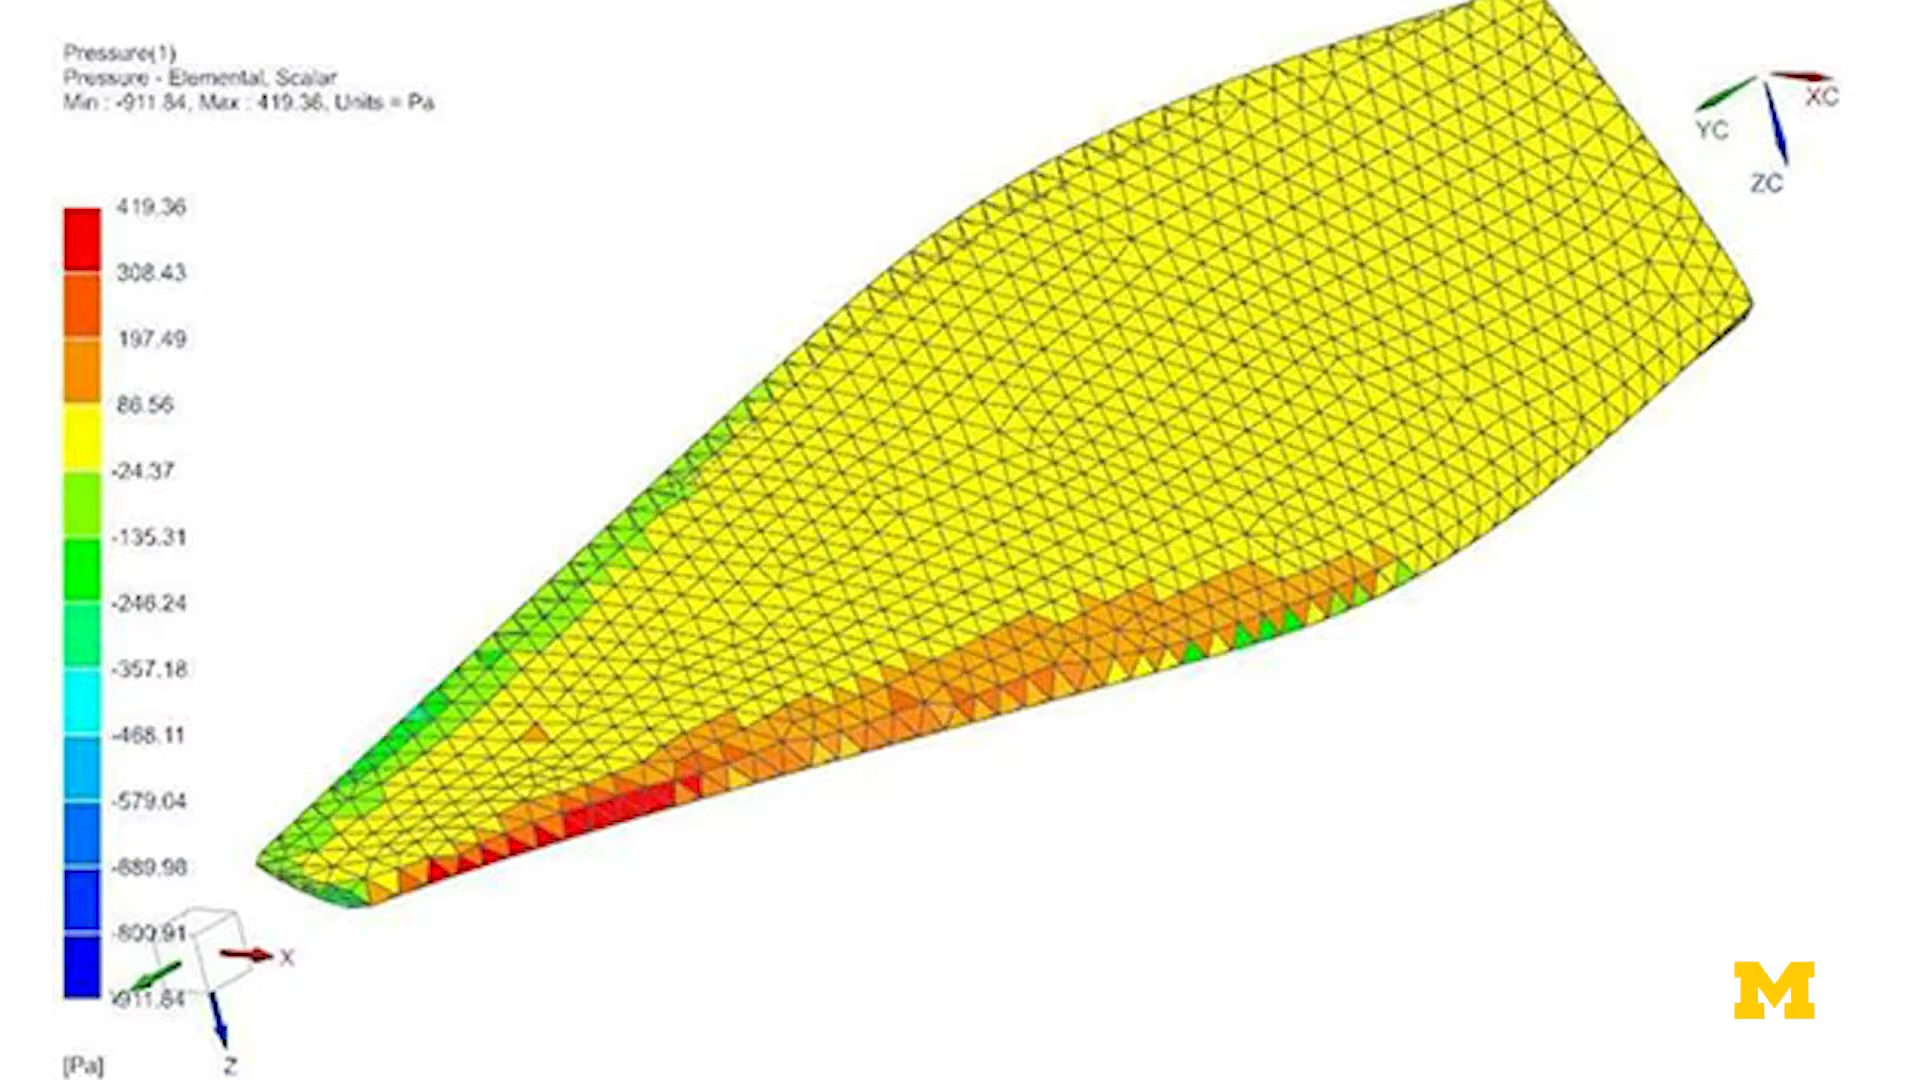 Pressure(1)
Pressure - Elemental, Scalar
Min : -911.84, Max : 419.36, Units = Pa
419.36
308.43
197.49
86.56
-24.37
-135.31
-246.24
-357.18
-468.11
-579.04
-689.98
-800.91
-911.84
[Pa]
X
Z
XC
YC
ZC
M